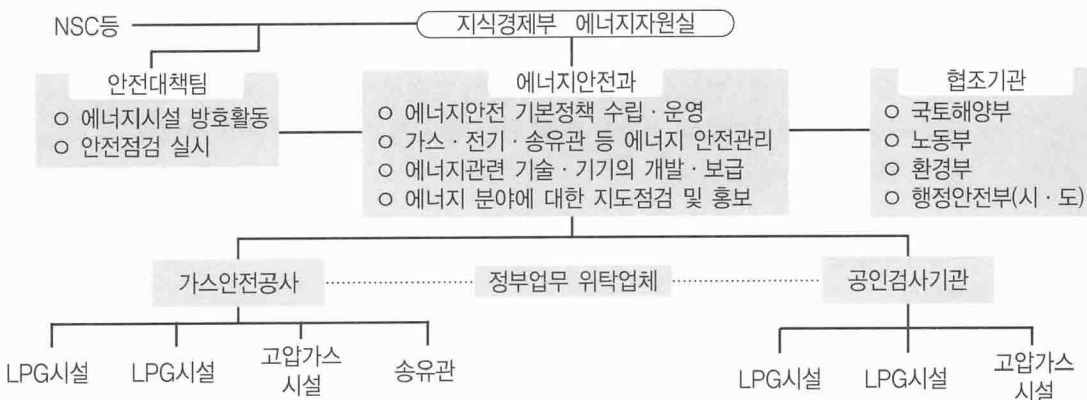 NSC등
지식경제부 에너지자원실
안전대책팀
ㅇ 에너지시설 방호활동
ㅇ 안전점검 실시
에너지안전과
ㅇ 에너지안전 기본정책 수립 · 운영
ㅇ 가스 · 전기 · 송유관 등 에너지 안전관리
ㅇ 에너지관련 기술 · 기기의 개발 · 보급
ㅇ 에너지 분야에 대한 지도점검 및 홍보
협조기관
ㅇ 국토해양부
ㅇ 노동부
ㅇ 환경부
ㅇ 행정안전부(시 · 도)
가스안전공사
정부업무 위탁업체
공인검사기관
LPG시설
LPG시설
고압가스
시설
송유관
LPG시설
LPG시설
고압가스
시설